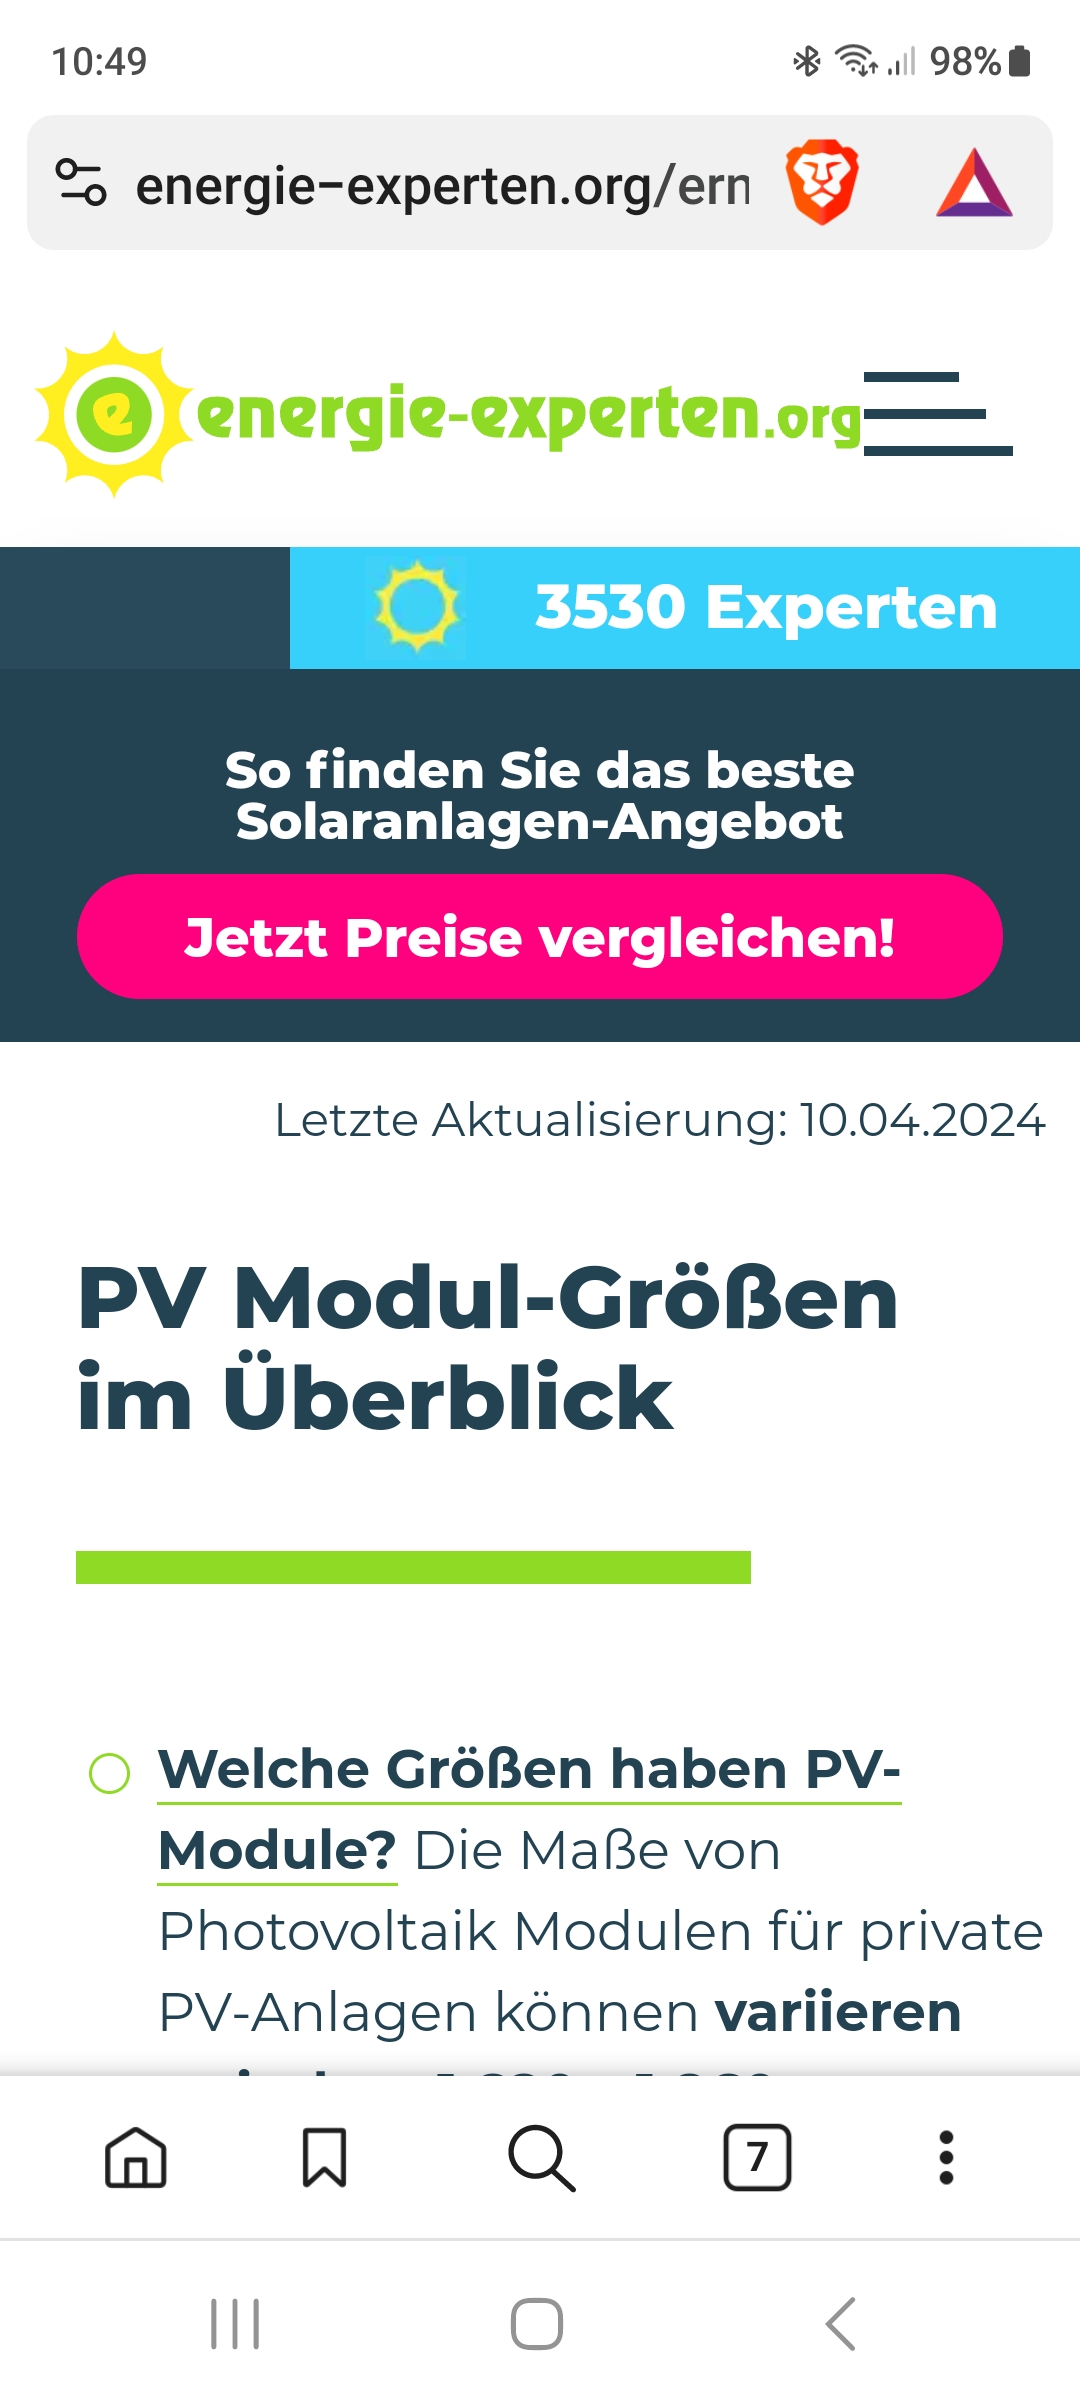 10:49
98%
energie-experten.org/ern
e energie-experten.org
3530 Experten
So finden Sie das beste
Solaranlagen-Angebot
Jetzt Preise vergleichen!
Letzte Aktualisierung: 10.04.2024
PV Modul-Größen
im Überblick
Welche Größen haben PV-
Module? Die Maße von
Photovoltaik Modulen für private
PV-Anlagen können variieren
7